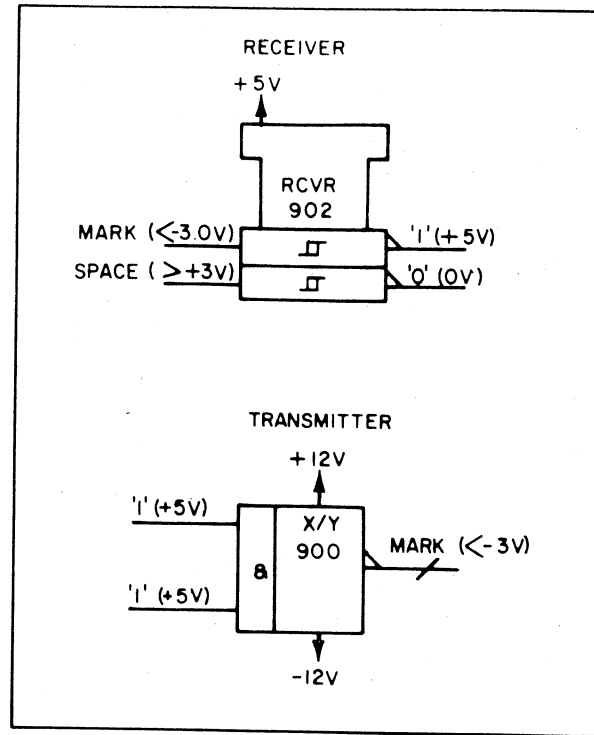 RECEIVER
+5V
RCVR
902
MARK (<-3.0V)
'1' (+5V)
SPACE (>+3V)
'0' (0V)
TRANSMITTER
+12V
'1' (+5V)
X/Y
900
MARK (<-3V)
&
'1' (+5V)
-12V